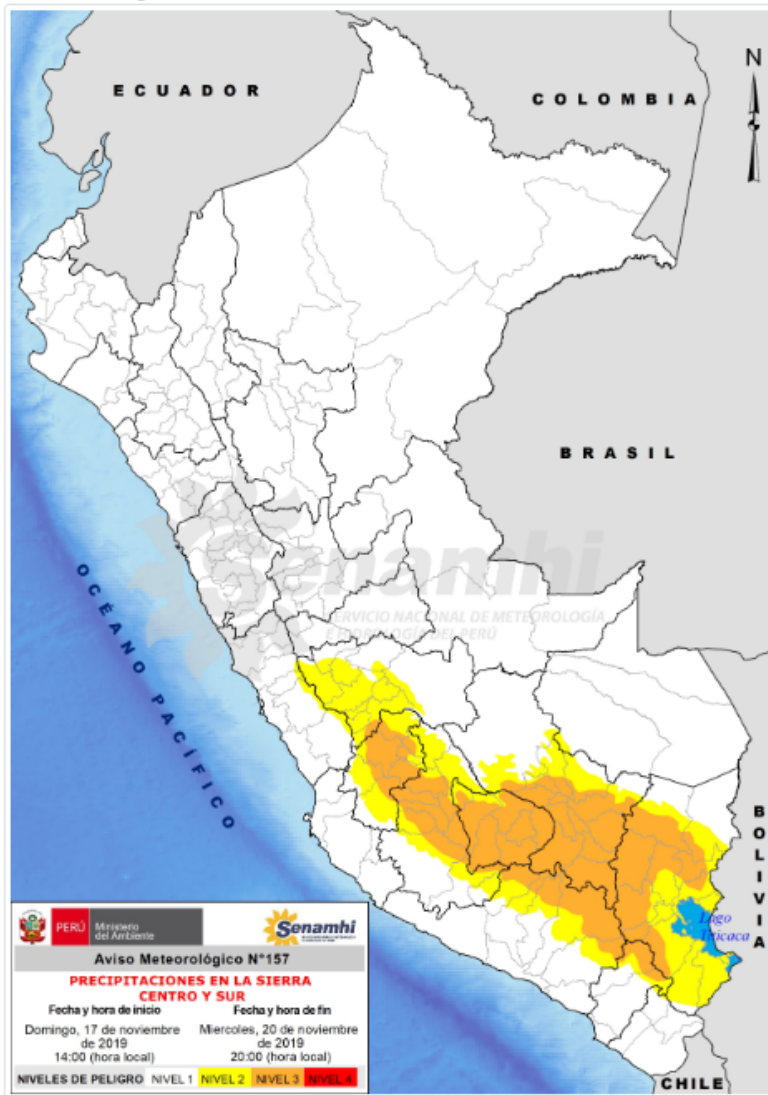 ECUADOR
COLOMBIA
N
BRASIL
Senamhi
SERVICIO NACIONAL DE METEOROLOGÍA
E HIDROLOGÍA DEL PERÚ
OCÉANO PACÍFICO
BOLIVIA
Lago
Titicaca
CHILE
PERÚ
Ministerio
del Ambiente
Senamhi
Aviso Meteorológico N°157
PRECIPITACIONES EN LA SIERRA
CENTRO Y SUR
Fecha y hora de inicio
Domingo, 17 de noviembre
de 2019
14:00 (hora local)
Fecha y hora de fin
Miercoles, 20 de noviembre
de 2019
20:00 (hora local)
NIVELES DE PELIGRO NIVEL 1 NIVEL 2 NIVEL 3 NIVEL 4